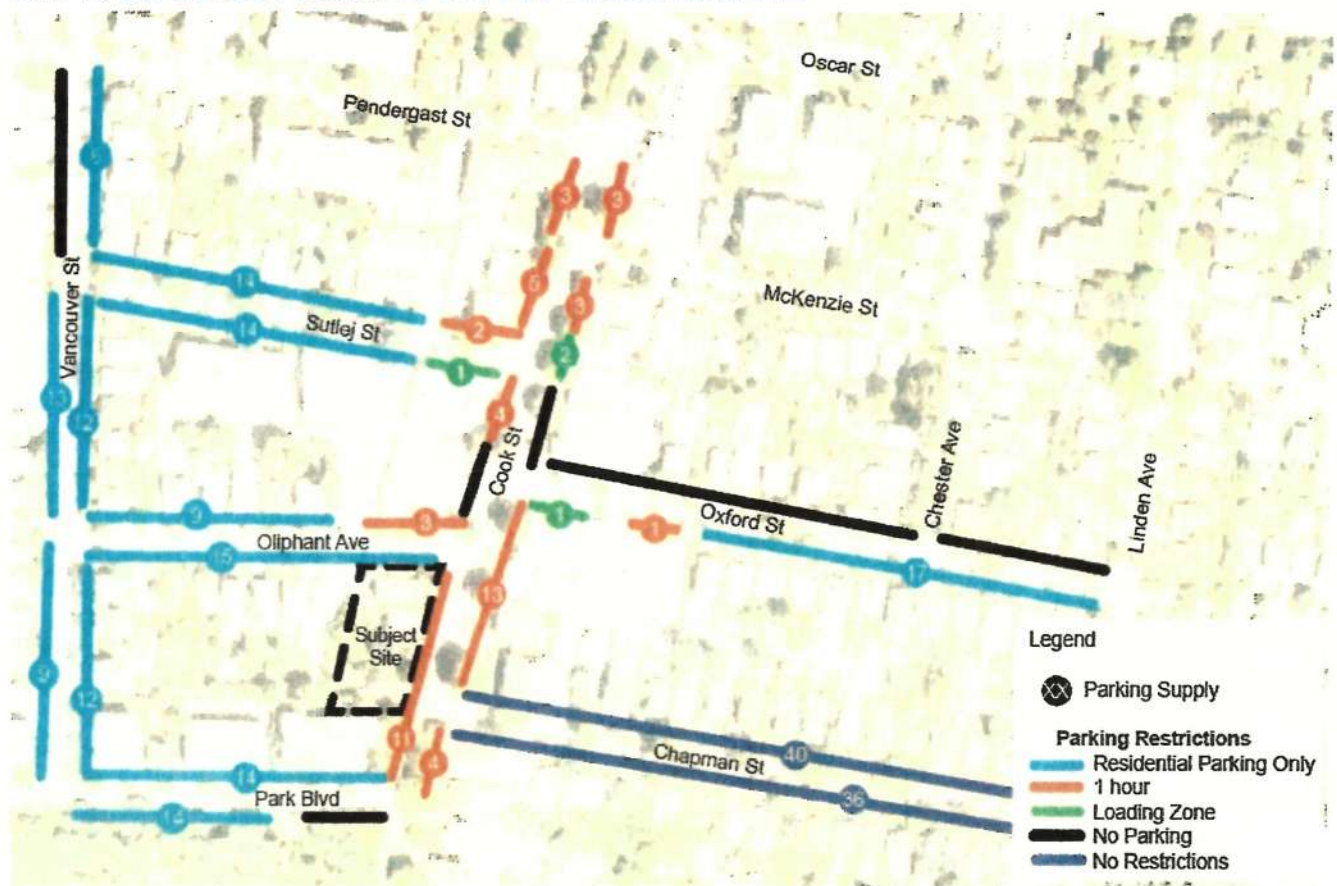 Oscar St
Pendergast St
3
3
Vancouver St
14
5
McKenzie St
3
14
Sutlej St
2
2
1
13
12
4
Cook St
Chester Ave
Linden Ave
9
3
1
1
Oxford St
Oliphant Ave
15
17
13
Subject
Site
9
12
11
4
40
Chapman St
36
14
Park Blvd
14
Legend
XX Parking Supply
Parking Restrictions
Residential Parking Only
1 hour
Loading Zone
No Parking
No Restrictions